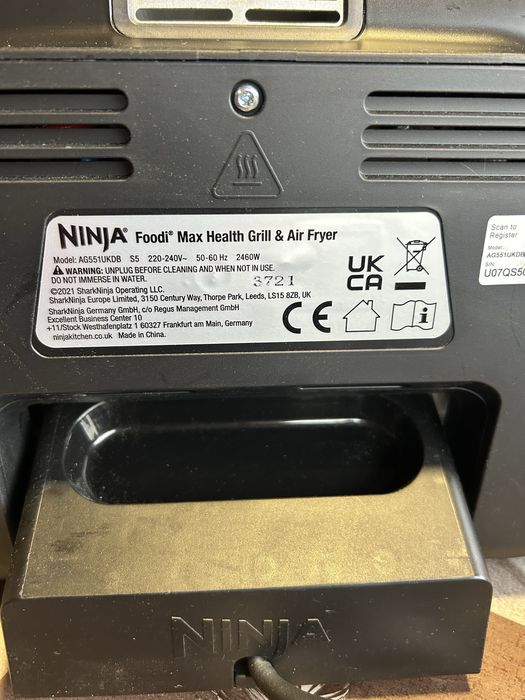 NINJA® Foodi® Max Health Grill & Air Fryer
Model: AG551UKDB S5 220-240V~ 50-60 Hz 2460W
WARNING: UNPLUG BEFORE CLEANING AND WHEN NOT IN USE.
DO NOT IMMERSE IN WATER.
3721
©2021 SharkNinja Operating LLC.
SharkNinja Europe Limited, 3150 Century Way, Thorpe Park, Leeds, LS15 8ZB, UK
SharkNinja Germany GmbH, c/o Regus Management GmbH
Excellent Business Center 10
+11/Stock Westhafenplatz 1 60327 Frankfurt am Main, Germany
ninjakitchen.co.uk Made in China.
UK
CA
CE
i
Scan to
Register
Model:
AG551UKDB
S/N:
U07QS50
NINJA